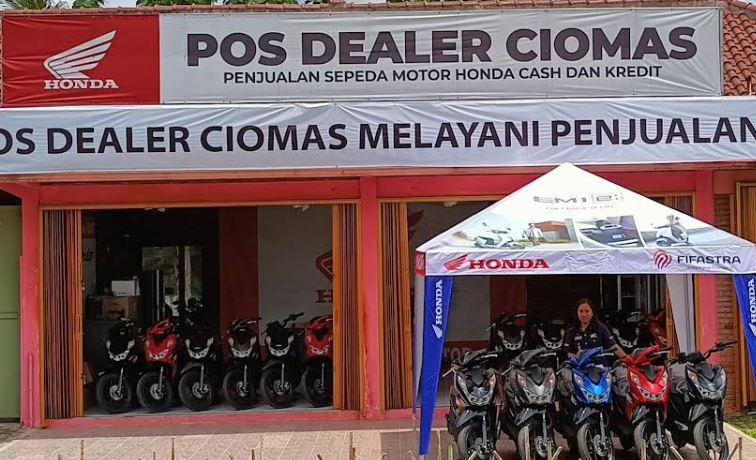 HONDA
POS DEALER CIOMAS
PENJUALAN SEPEDA MOTOR HONDA CASH DAN KREDIT
OS DEALER CIOMAS MELAYANI PENJUALAN
EM1 e:
HONDA
FIFASTRA
HONDA
HONDA